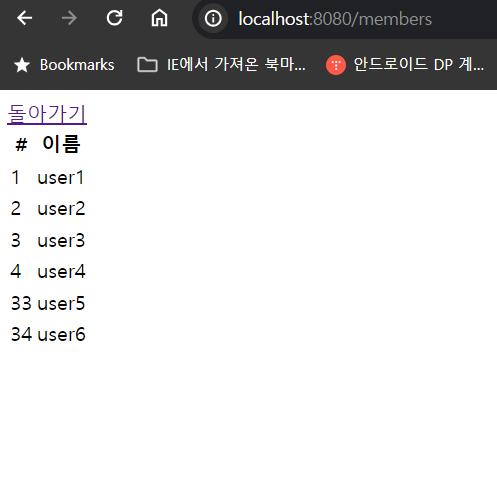 localhost:8080/members
Bookmarks IE에서 가져온 북마... 안드로이드 DP 계...
돌아가기
# 이름
1 user1
2 user2
3 user3
4 user4
33 user5
34 user6